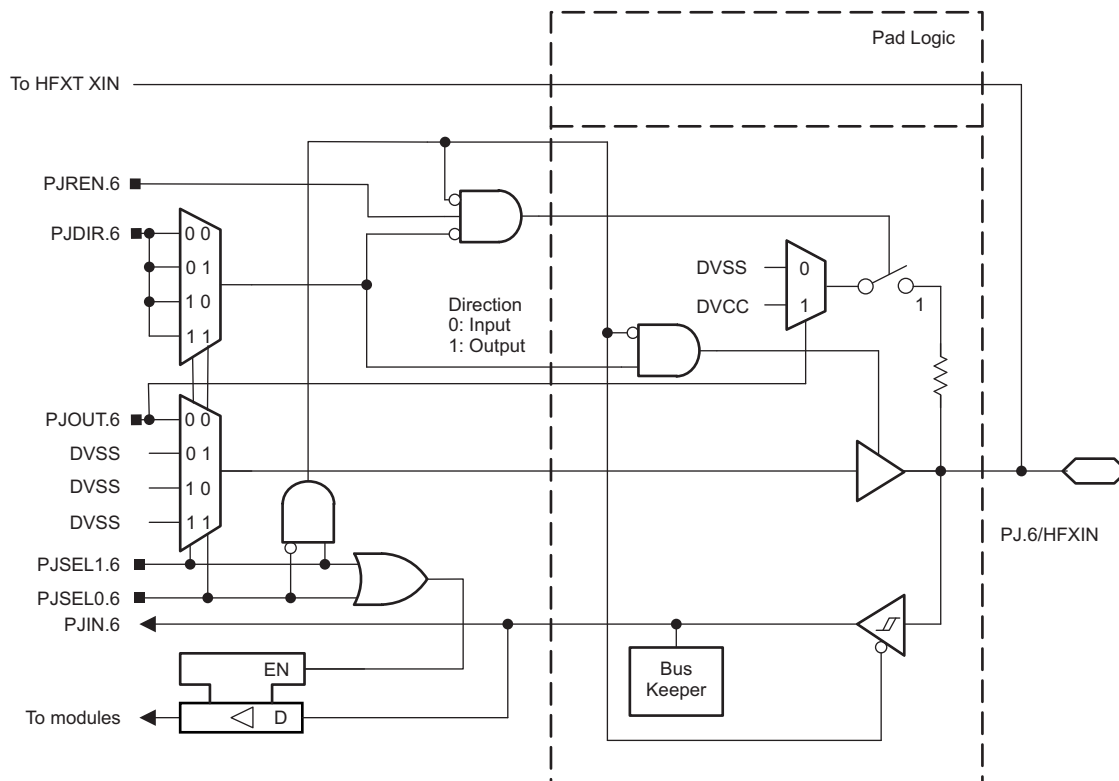 Pad Logic
To HFXT XIN
PJREN.6
PJDIR.6
0 0
0 1
1 0
1 1
DVSS
0
DVCC
1
1
Direction
0: Input
1: Output
PJOUT.6
0 0
DVSS
0 1
DVSS
1 0
DVSS
1 1
PJ.6/HFXIN
PJSEL1.6
PJSEL0.6
PJIN.6
EN
Bus
Keeper
To modules
D